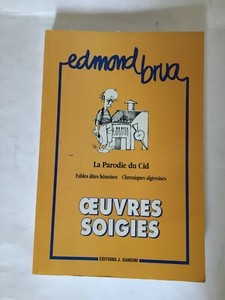 edmond brua
La Parodie du Cid
Fables dites bônoises Chroniques algéroises
ŒUVRES
SOIGIES
EDITIONS J. GANDINI